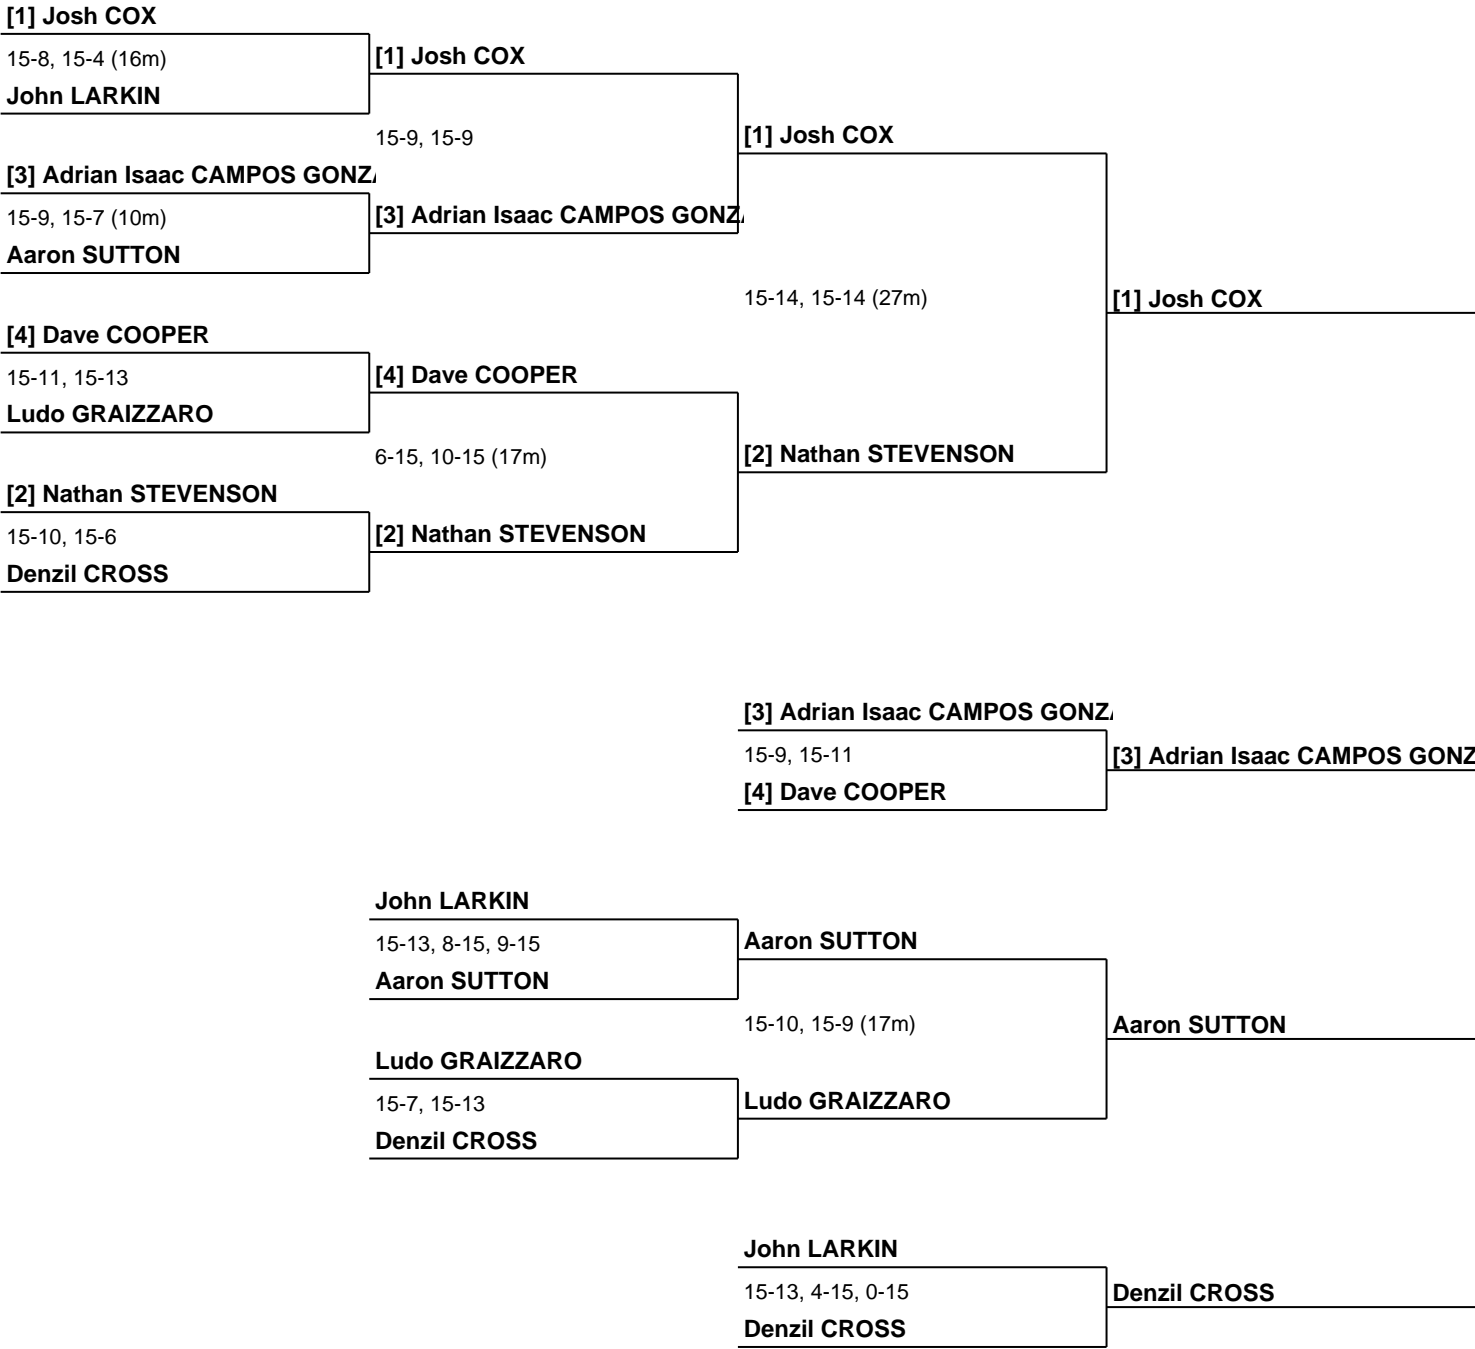 [1] Josh COX
15-8, 15-4 (16m)
John LARKIN
[1] Josh COX
15-9, 15-9
[3] Adrian Isaac CAMPOS GONZ
15-9, 15-7 (10m)
Aaron SUTTON
[3] Adrian Isaac CAMPOS GONZ
[1] Josh COX
15-14, 15-14 (27m)
[1] Josh COX
[4] Dave COOPER
15-11, 15-13
Ludo GRAIZZARO
[4] Dave COOPER
6-15, 10-15 (17m)
[2] Nathan STEVENSON
[2] Nathan STEVENSON
15-10, 15-6
Denzil CROSS
[2] Nathan STEVENSON
[3] Adrian Isaac CAMPOS GONZ
15-9, 15-11
[4] Dave COOPER
[3] Adrian Isaac CAMPOS GONZ
John LARKIN
15-13, 8-15, 9-15
Aaron SUTTON
Aaron SUTTON
15-10, 15-9 (17m)
Aaron SUTTON
Ludo GRAIZZARO
15-7, 15-13
Denzil CROSS
Ludo GRAIZZARO
John LARKIN
15-13, 4-15, 0-15
Denzil CROSS
Denzil CROSS